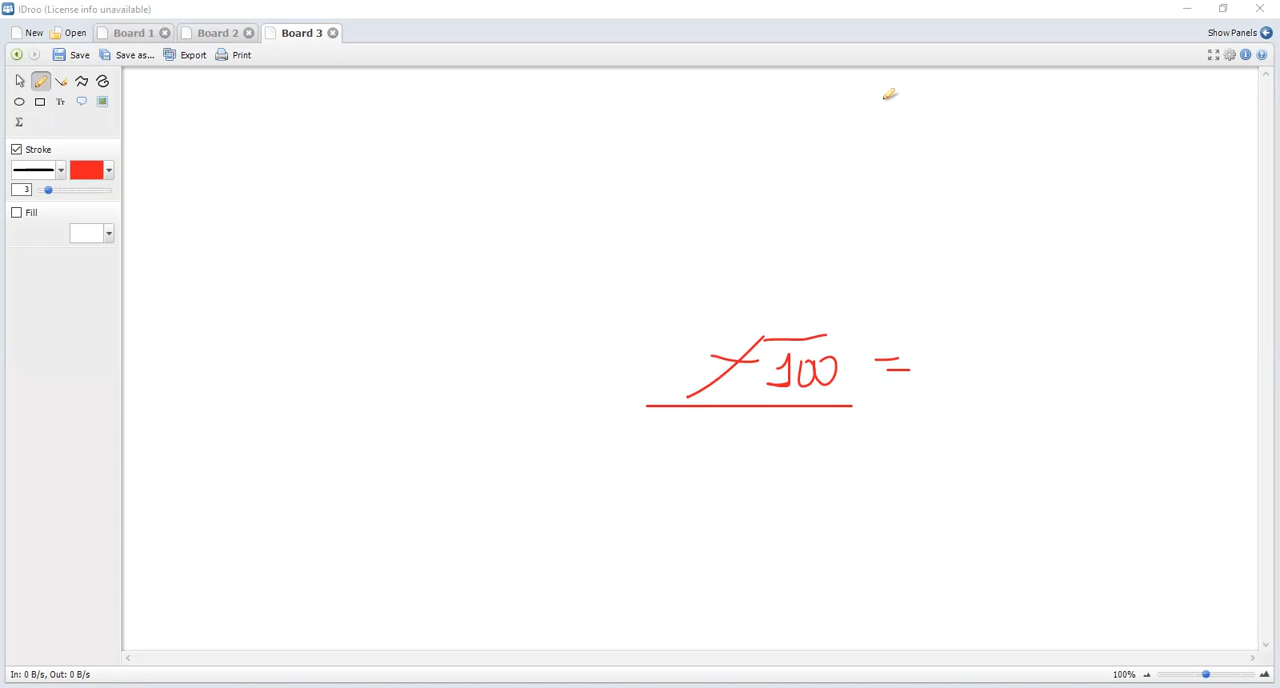 IDroo (License info unavailable)
New Open Board 1 Board 2 Board 3 Show Panels
Save Save as... Export Print
Tr
Σ
Stroke
3
Fill
100 =
In: 0 B/s, Out: 0 B/s 100%